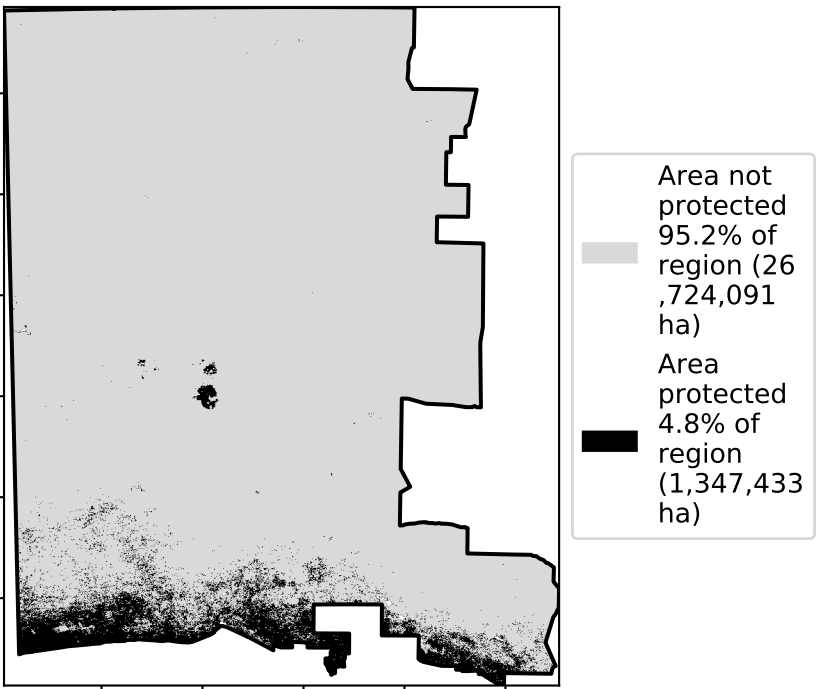 Area not
protected
95.2% of
region (26
,724,091
ha)
Area
protected
4.8% of
region
(1,347,433
ha)